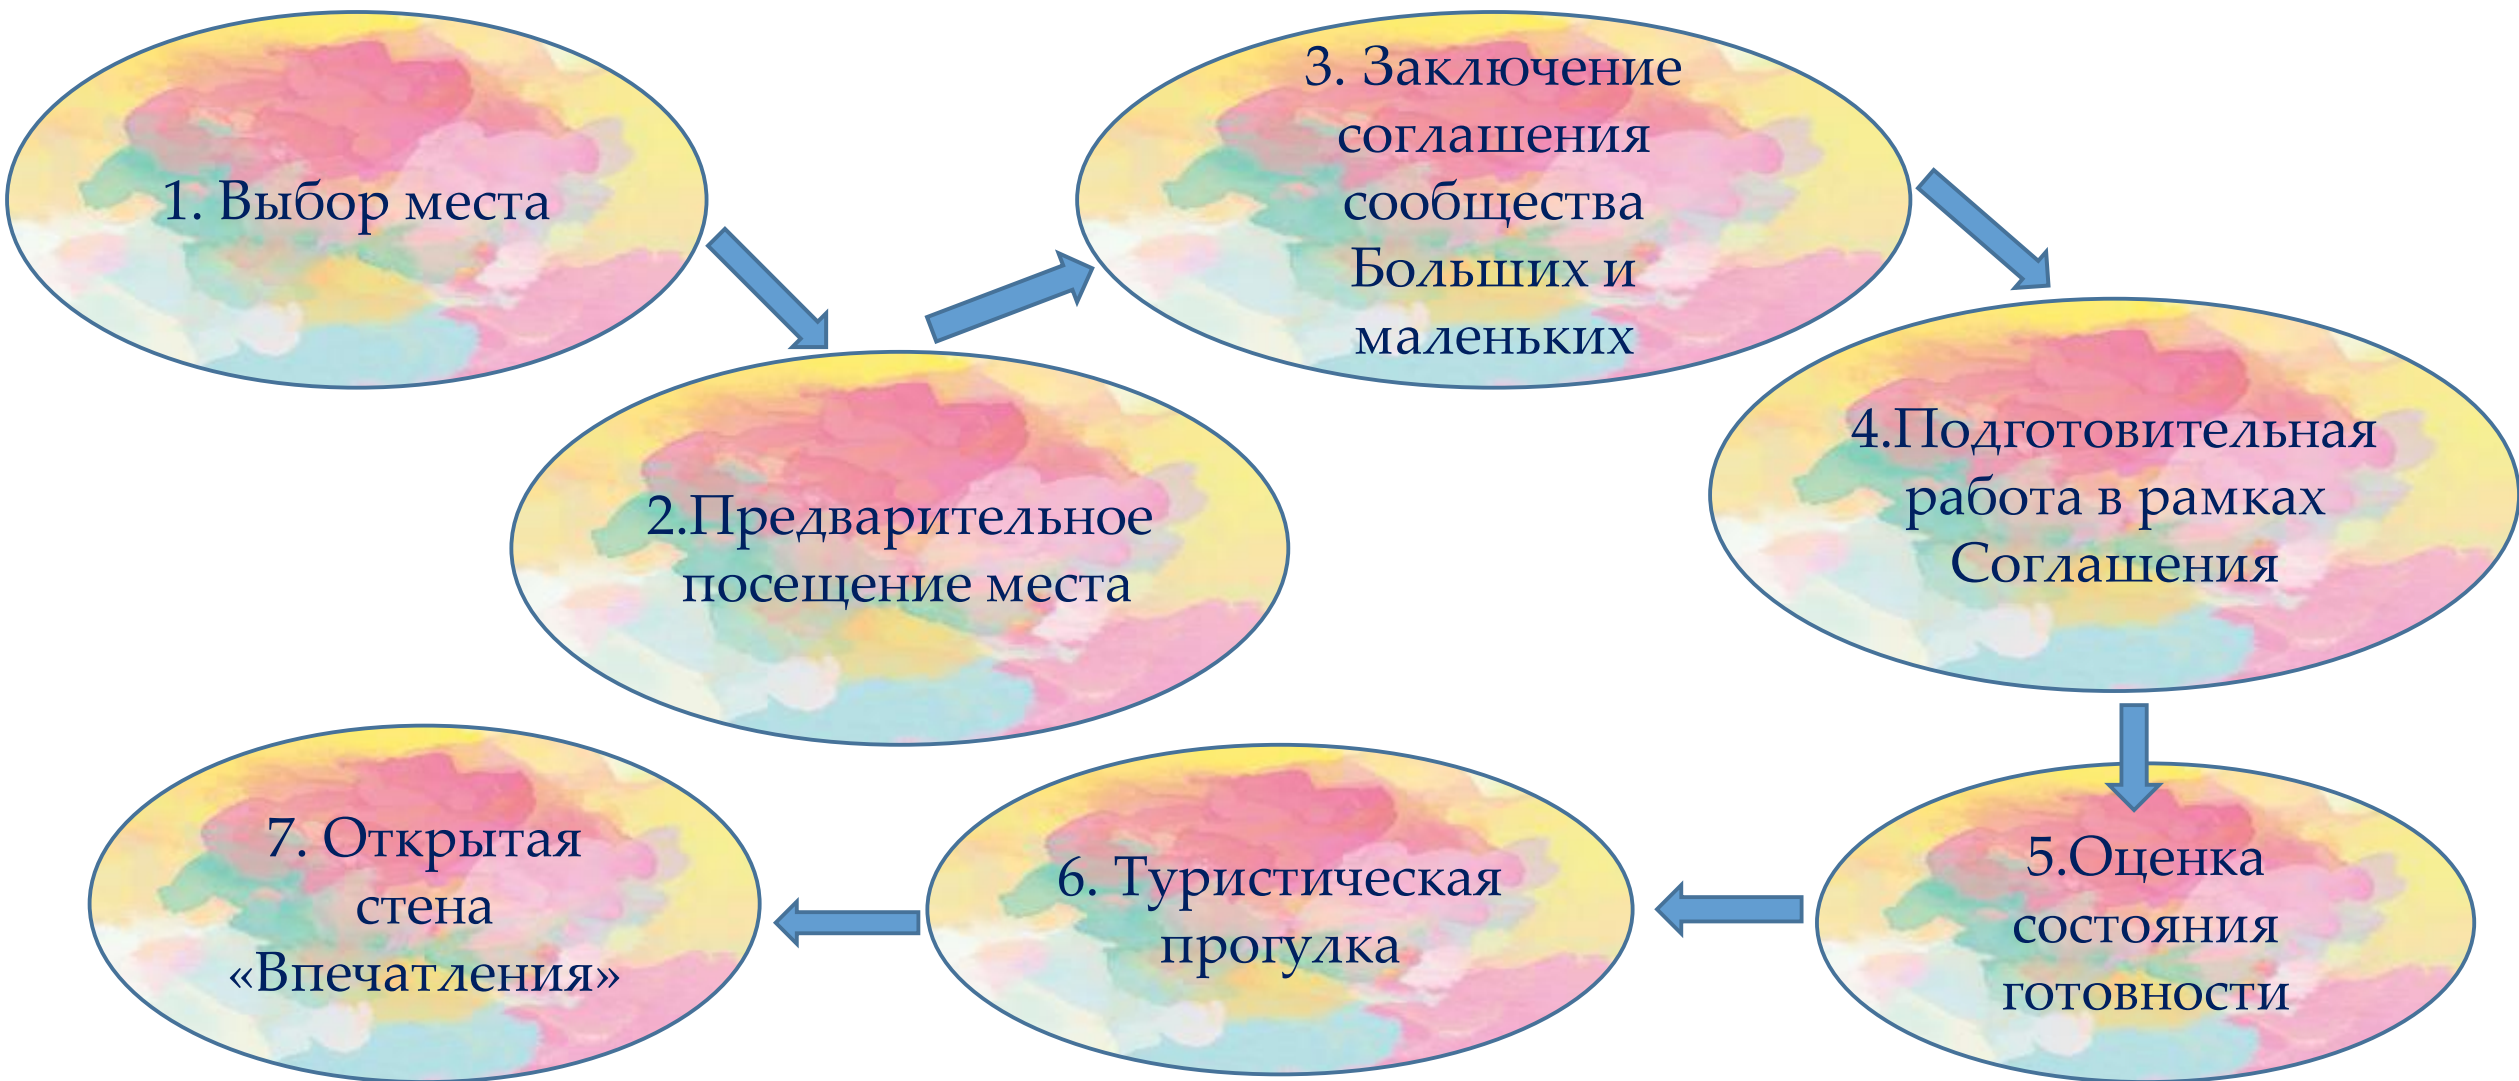 1. Выбор места
2.Предварительное
посещение места
3. Заключение
соглашения
сообщества
Больших и
маленьких
4.Подготовительная
работа в рамках
Соглашения
5.Оценка
состояния
готовности
6. Туристическая
прогулка
7. Открытая
стена
«Впечатления»